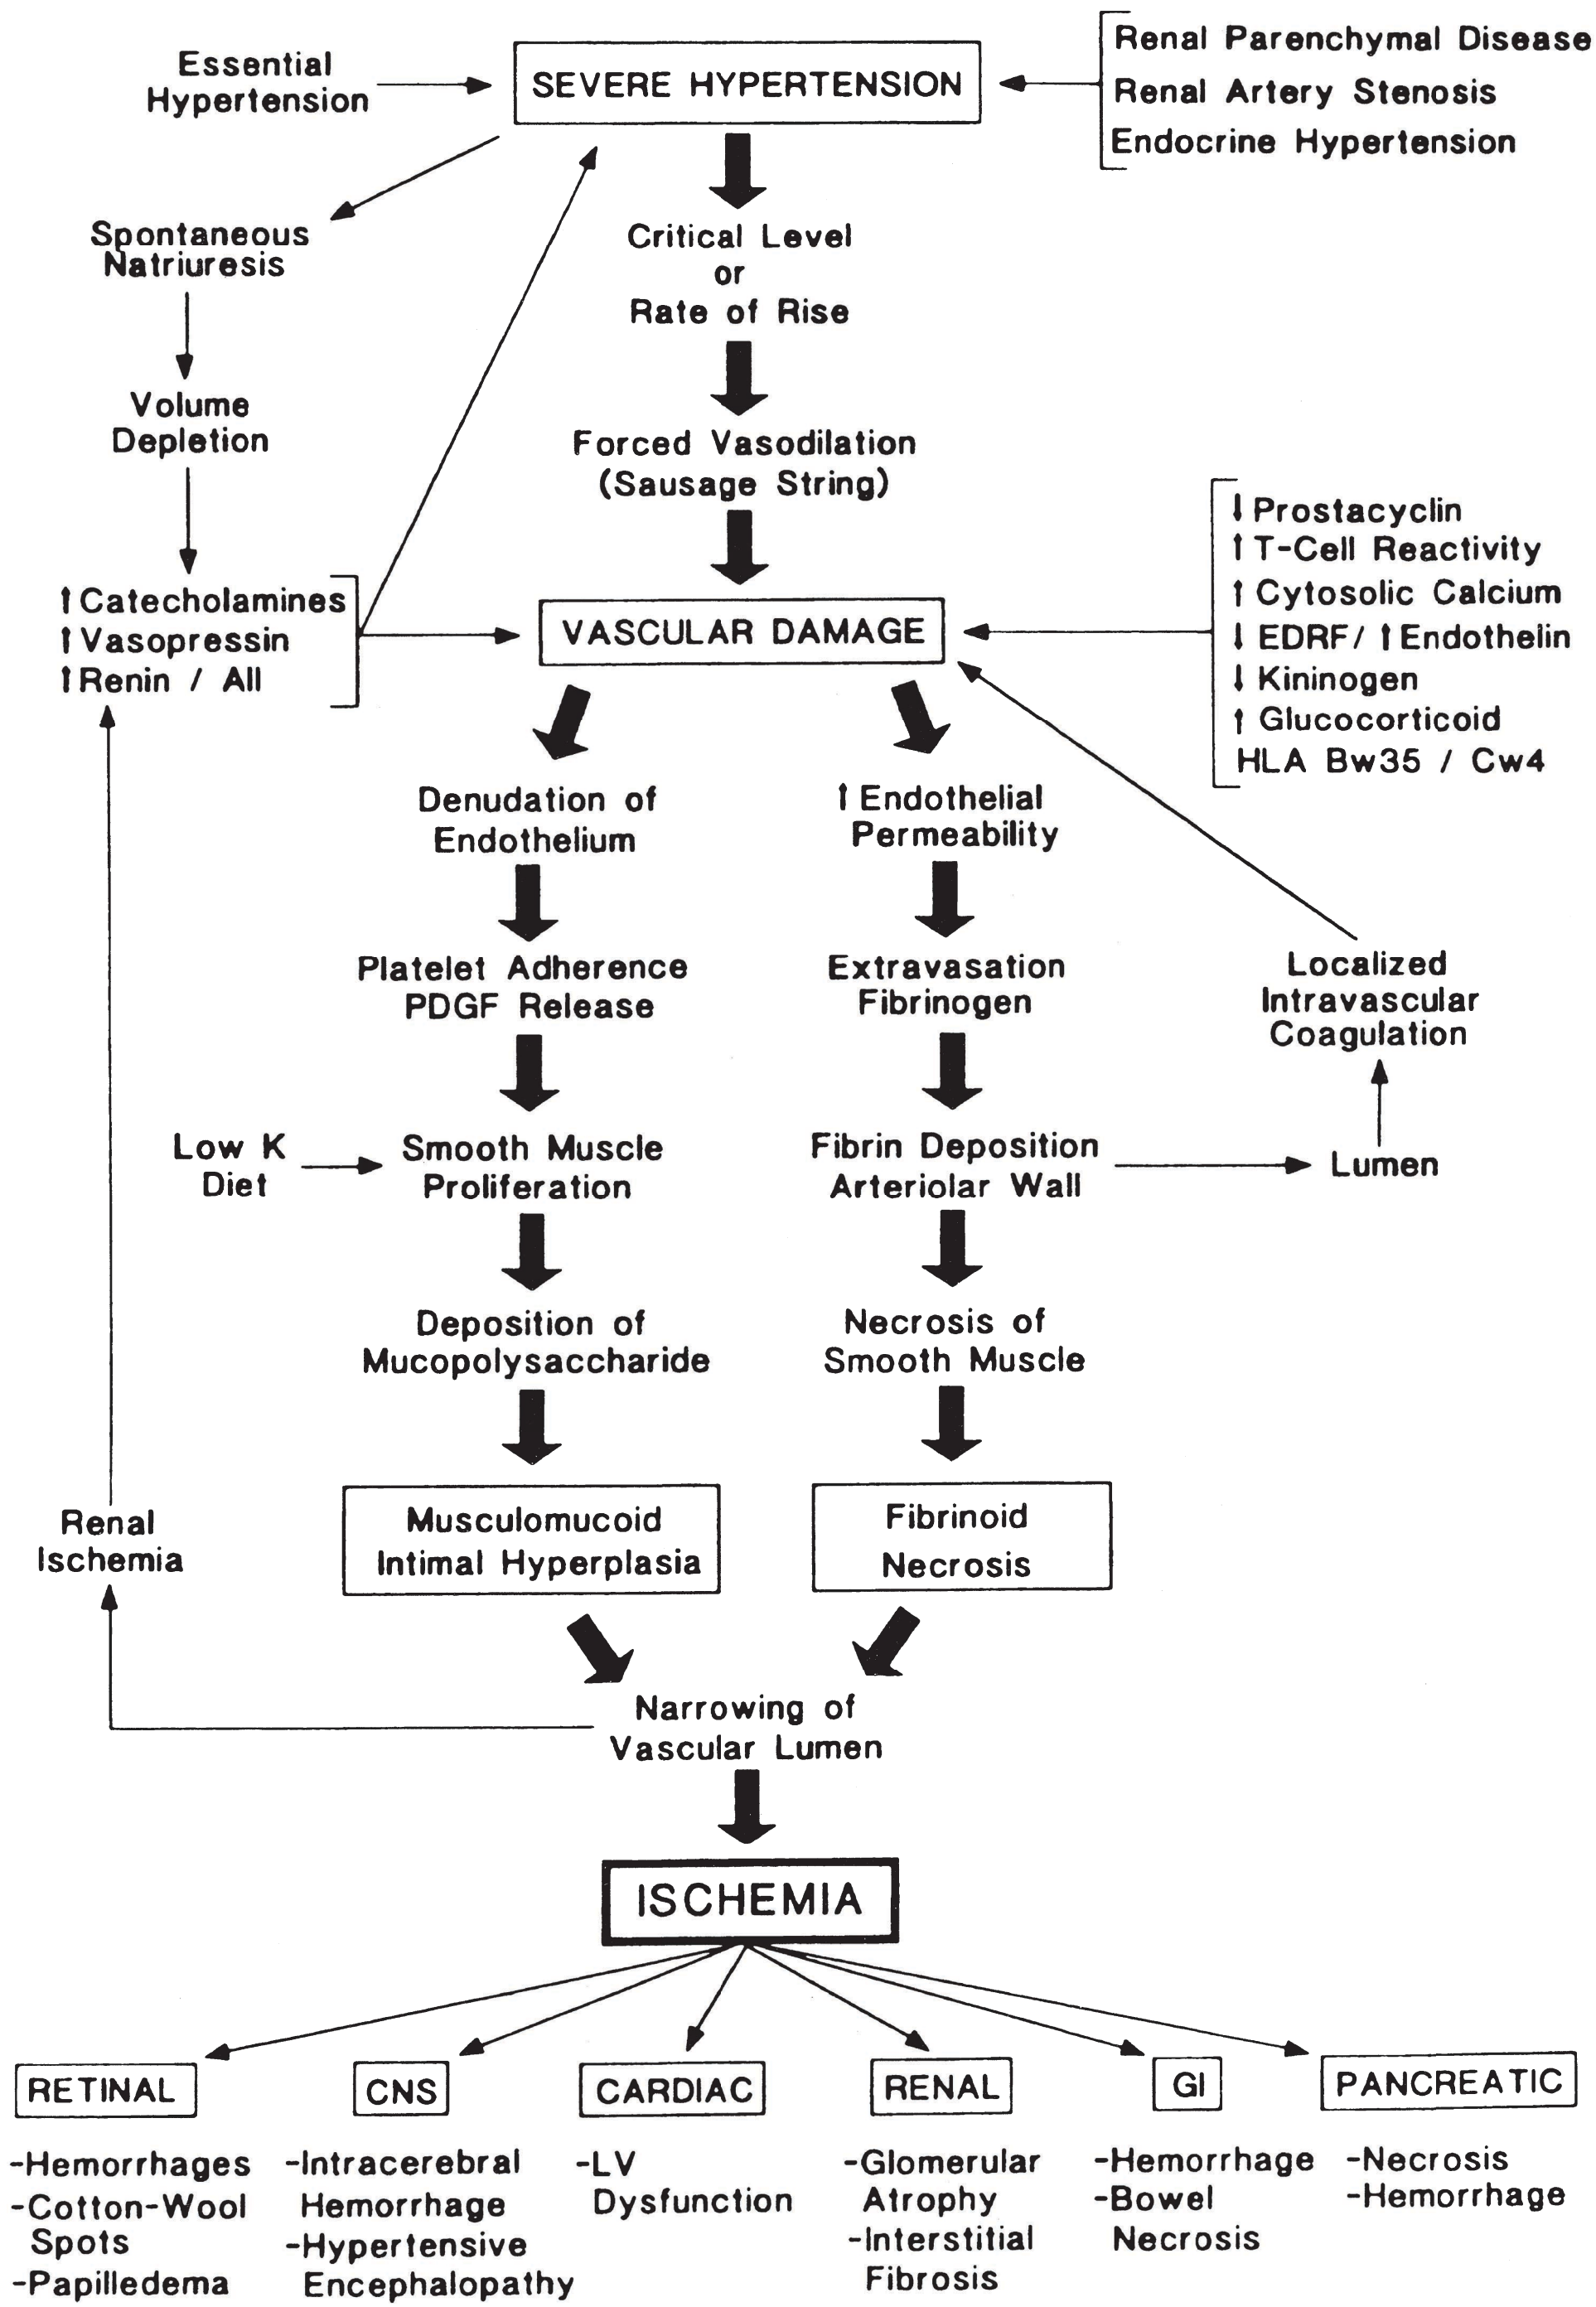 Essential
Hypertension
SEVERE HYPERTENSION
Renal Parenchymal Disease
Renal Artery Stenosis
Endocrine Hypertension
Spontaneous
Natriuresis
Critical Level
or
Rate of Rise
Volume
Depletion
Forced Vasodilation
(Sausage String)
↑Catecholamines
↑Vasopressin
↑Renin / AII
VASCULAR DAMAGE
↓Prostacyclin
↑T-Cell Reactivity
↑Cytosolic Calcium
↓EDRF/↑Endothelin
↓Kininogen
↑Glucocorticoid
HLA Bw35 / Cw4
Denudation of
Endothelium
↑Endothelial
Permeability
Platelet Adherence
PDGF Release
Extravasation
Fibrinogen
Localized
Intravascular
Coagulation
Low K
Diet
Smooth Muscle
Proliferation
Fibrin Deposition
Arteriolar Wall
Lumen
Deposition of
Mucopolysaccharide
Necrosis of
Smooth Muscle
Renal
Ischemia
Musculomucoid
Intimal Hyperplasia
Fibrinoid
Necrosis
Narrowing of
Vascular Lumen
ISCHEMIA
RETINAL
-Hemorrhages
-Cotton-Wool
Spots
-Papilledema
CNS
-Intracerebral
Hemorrhage
-Hypertensive
Encephalopathy
CARDIAC
-LV
Dysfunction
RENAL
-Glomerular
Atrophy
-Interstitial
Fibrosis
GI
-Hemorrhage
-Bowel
Necrosis
PANCREATIC
-Necrosis
-Hemorrhage